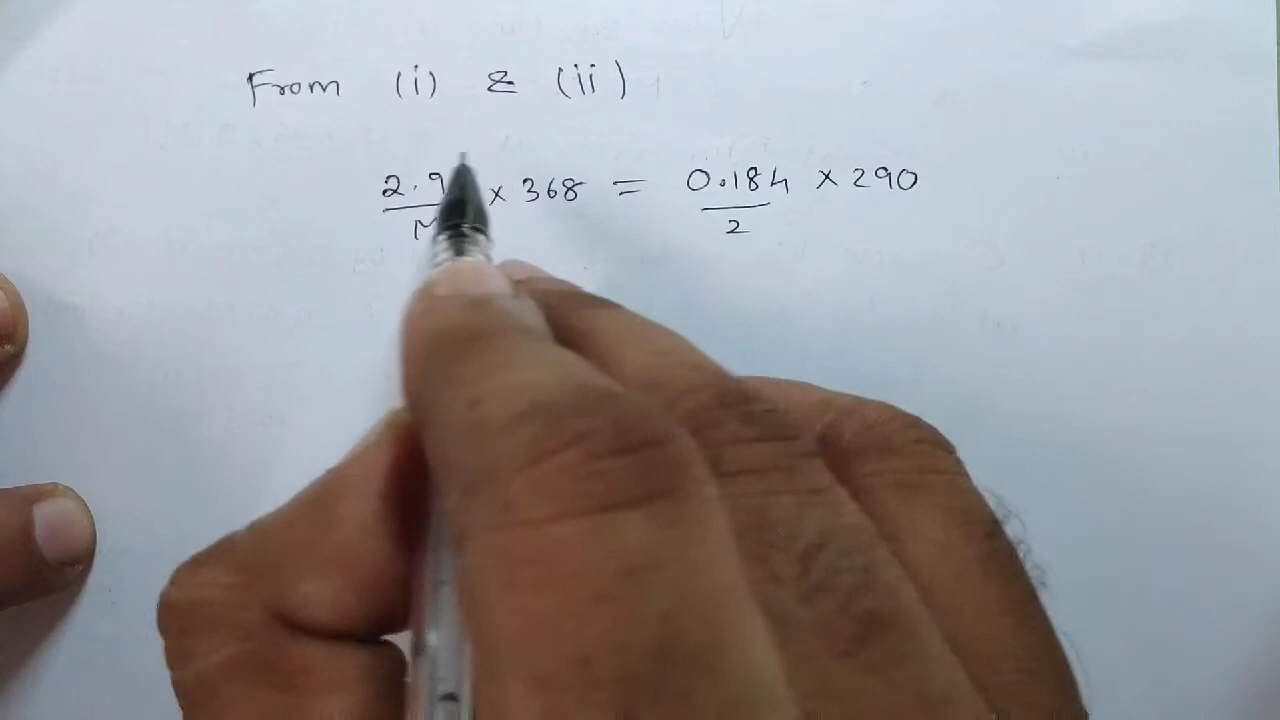 From (i) & (ii)
2.9 × 368 = 0.184 × 290
M 2